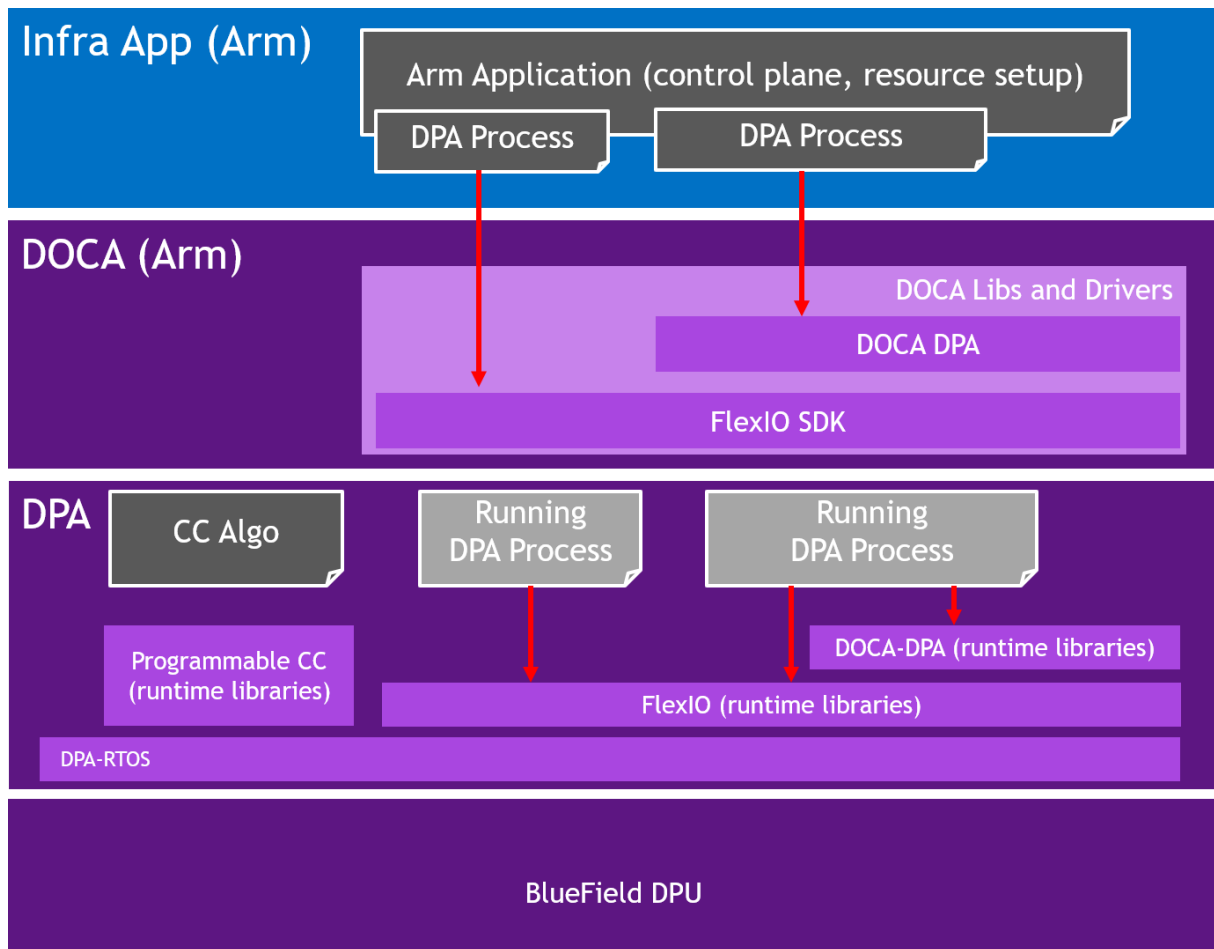 Infra App (Arm)
Arm Application (control plane, resource setup)
DPA Process
DPA Process
DOCA (Arm)
DOCA Libs and Drivers
DOCA DPA
FlexIO SDK
DPA
CC Algo
Running
DPA Process
Running
DPA Process
Programmable CC
(runtime libraries)
DOCA-DPA (runtime libraries)
FlexIO (runtime libraries)
DPA-RTOS
BlueField DPU